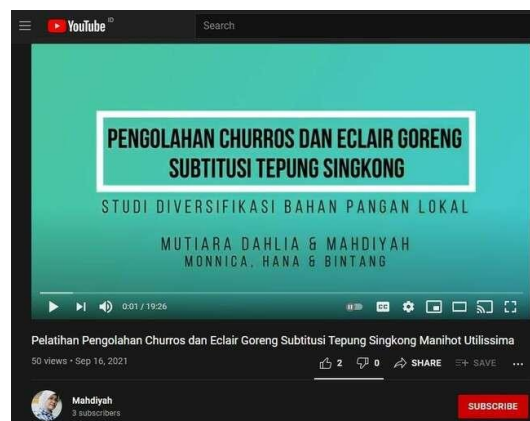 YouTube ID
Search
PENGOLAHAN CHURROS DAN ECLAIR GORENG
SUBTITUSI TEPUNG SINGKONG
STUDI DIVERSIFIKASI BAHAN PANGAN LOKAL
MUTIARA DAHLIA & MAHDIYAH
MONNICA, HANA & BINTANG
0:01 / 19:26
CC
Pelatihan Pengolahan Churros dan Eclair Goreng Subtitusi Tepung Singkong Manihot Utilissima
50 views • Sep 16, 2021
2 0 SHARE SAVE ...
Mahdiyah
3 subscribers
SUBSCRIBE